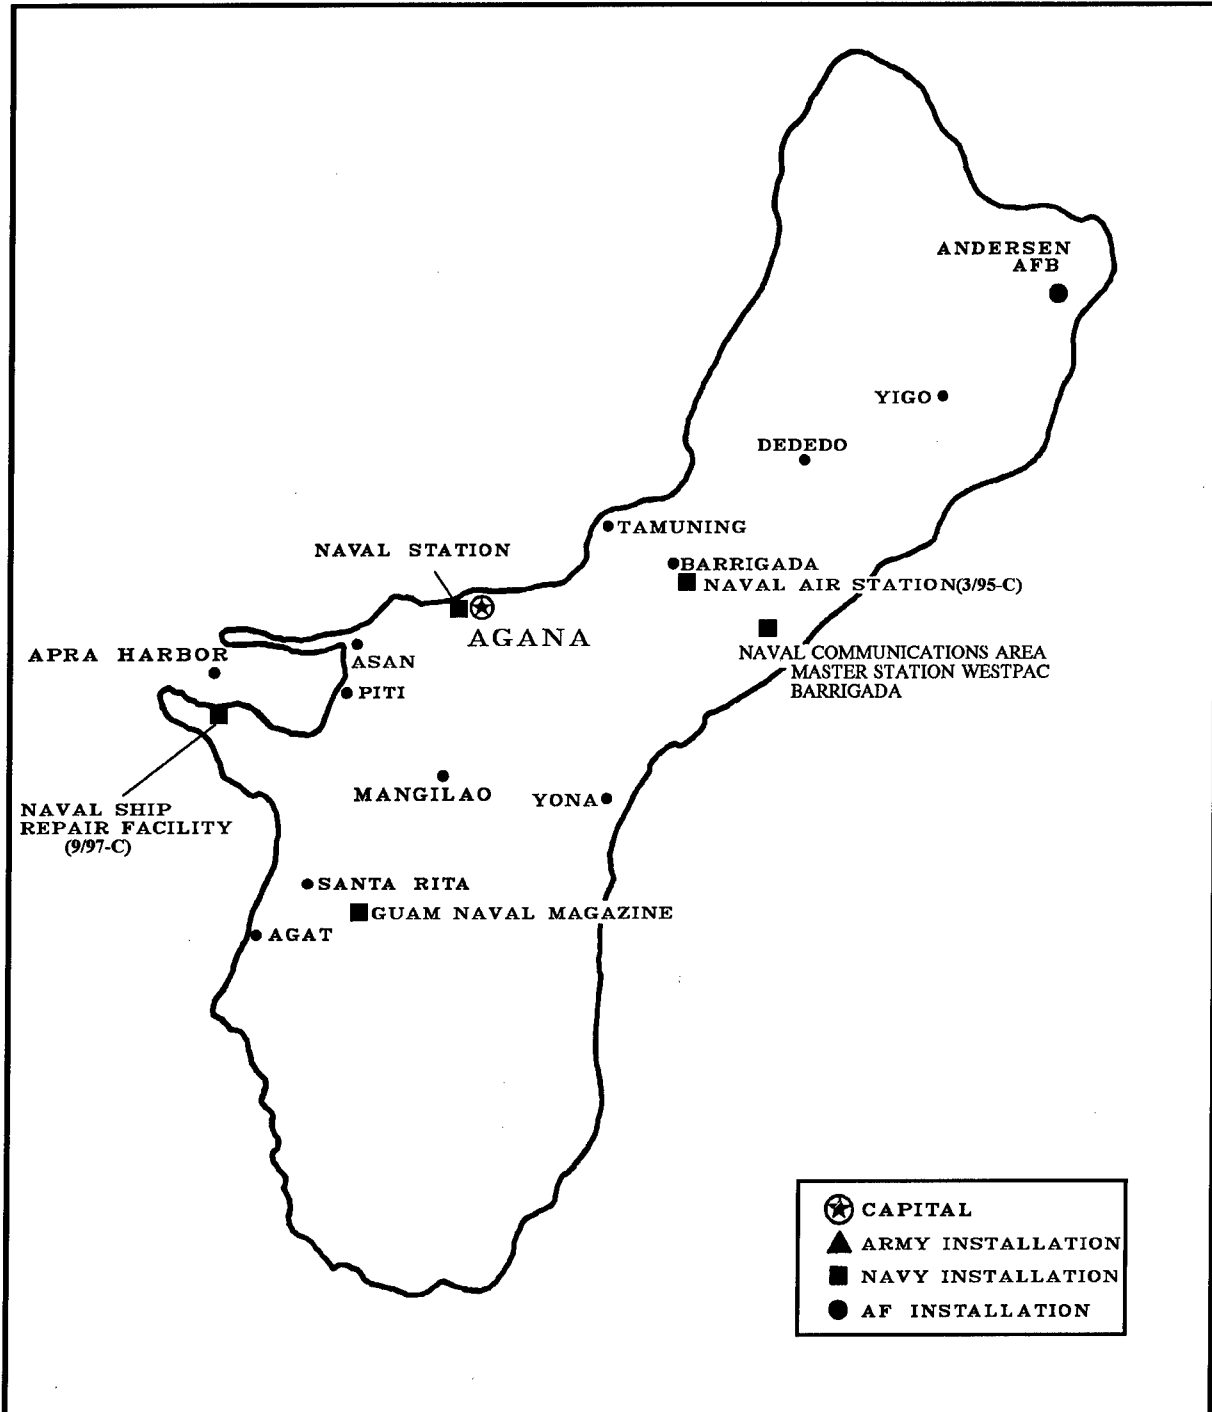 ANDERSEN
AFB
YIGO
DEDEDO
TAMUNING
NAVAL STATION
BARRIGADA
NAVAL AIR STATION(3/95-C)
AGANA
NAVAL COMMUNICATIONS AREA
MASTER STATION WESTPAC
BARRIGADA
APRA HARBOR
ASAN
PITI
MANGILAO
YONA
NAVAL SHIP
REPAIR FACILITY
(9/97-C)
SANTA RITA
GUAM NAVAL MAGAZINE
AGAT
CAPITAL
ARMY INSTALLATION
NAVY INSTALLATION
AF INSTALLATION